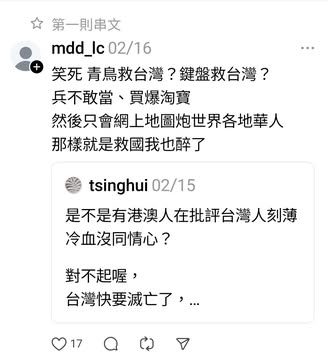 第一則串文
mdd_lc 02/16
笑死 青鳥救台灣？鍵盤救台灣？
兵不敢當、買爆淘寶
然後只會網上地圖炮世界各地華人
那樣就是救國我也醉了
tsinghui 02/15
是不是有港澳人在批評台灣人刻薄
冷血沒同情心？
對不起喔，
台灣快要滅亡了，...
17